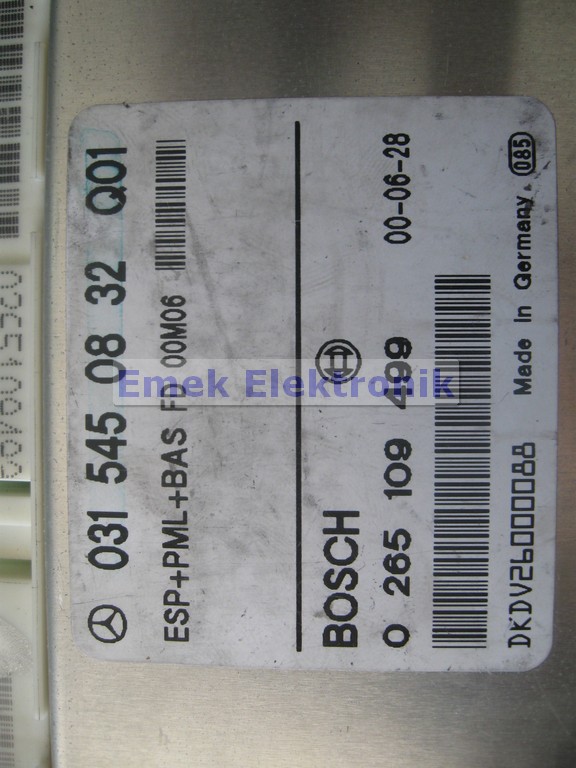 031 545 08 32 Q01
ESP+PML+BAS FD 00M06
BOSCH
0 265 109 499 00-06-28
DKDV26000088 Made in Germany 085
Emek Elektronik